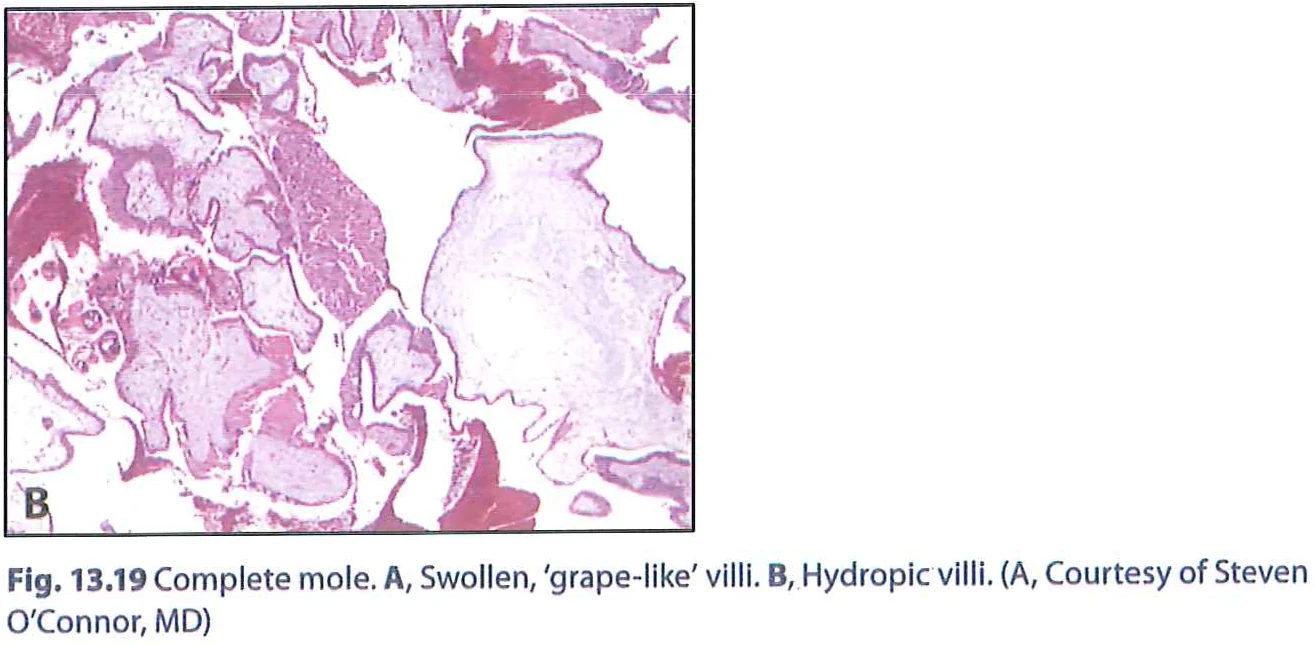 B
Fig. 13.19 Complete mole. A, Swollen, 'grape-like' villi. B, Hydropic villi. (A, Courtesy of Steven
O'Connor, MD)